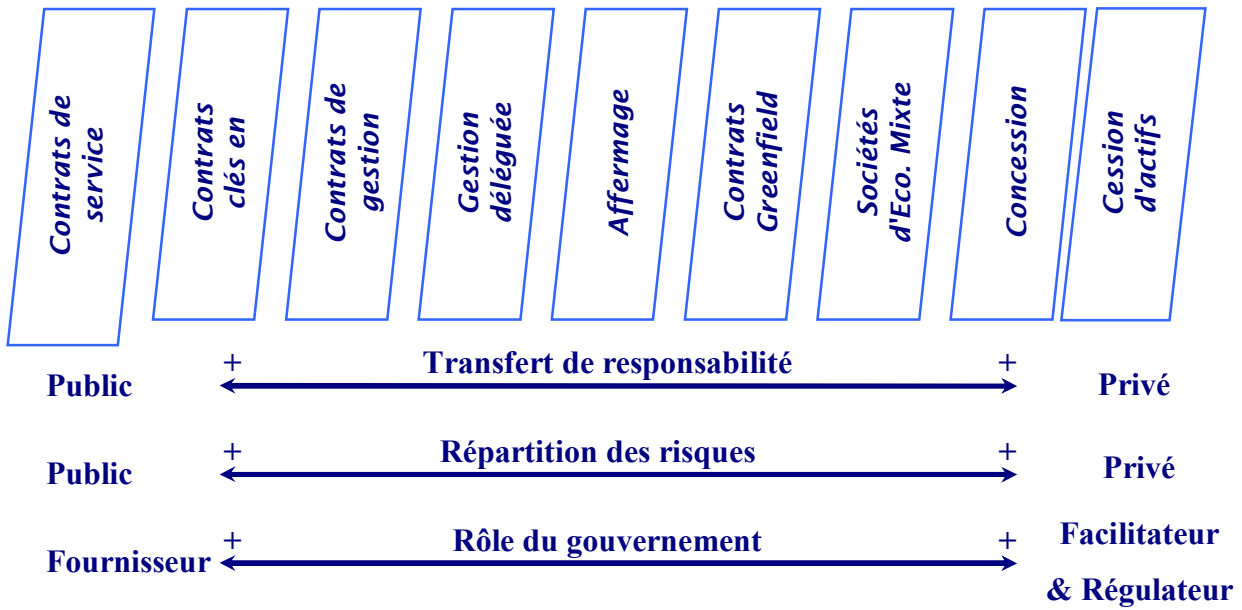 Contrats de
service
Contrats
clés en
Contrats de
gestion
Gestion
déléguée
Affermage
Contrats
Greenfield
Sociétés
d'Eco. Mixte
Concession
Cession
d'actifs
+ Transfert de responsabilité +
Public Privé
+ Répartition des risques +
Public Privé
+ Rôle du gouvernement + Facilitateur
Fournisseur
& Régulateur